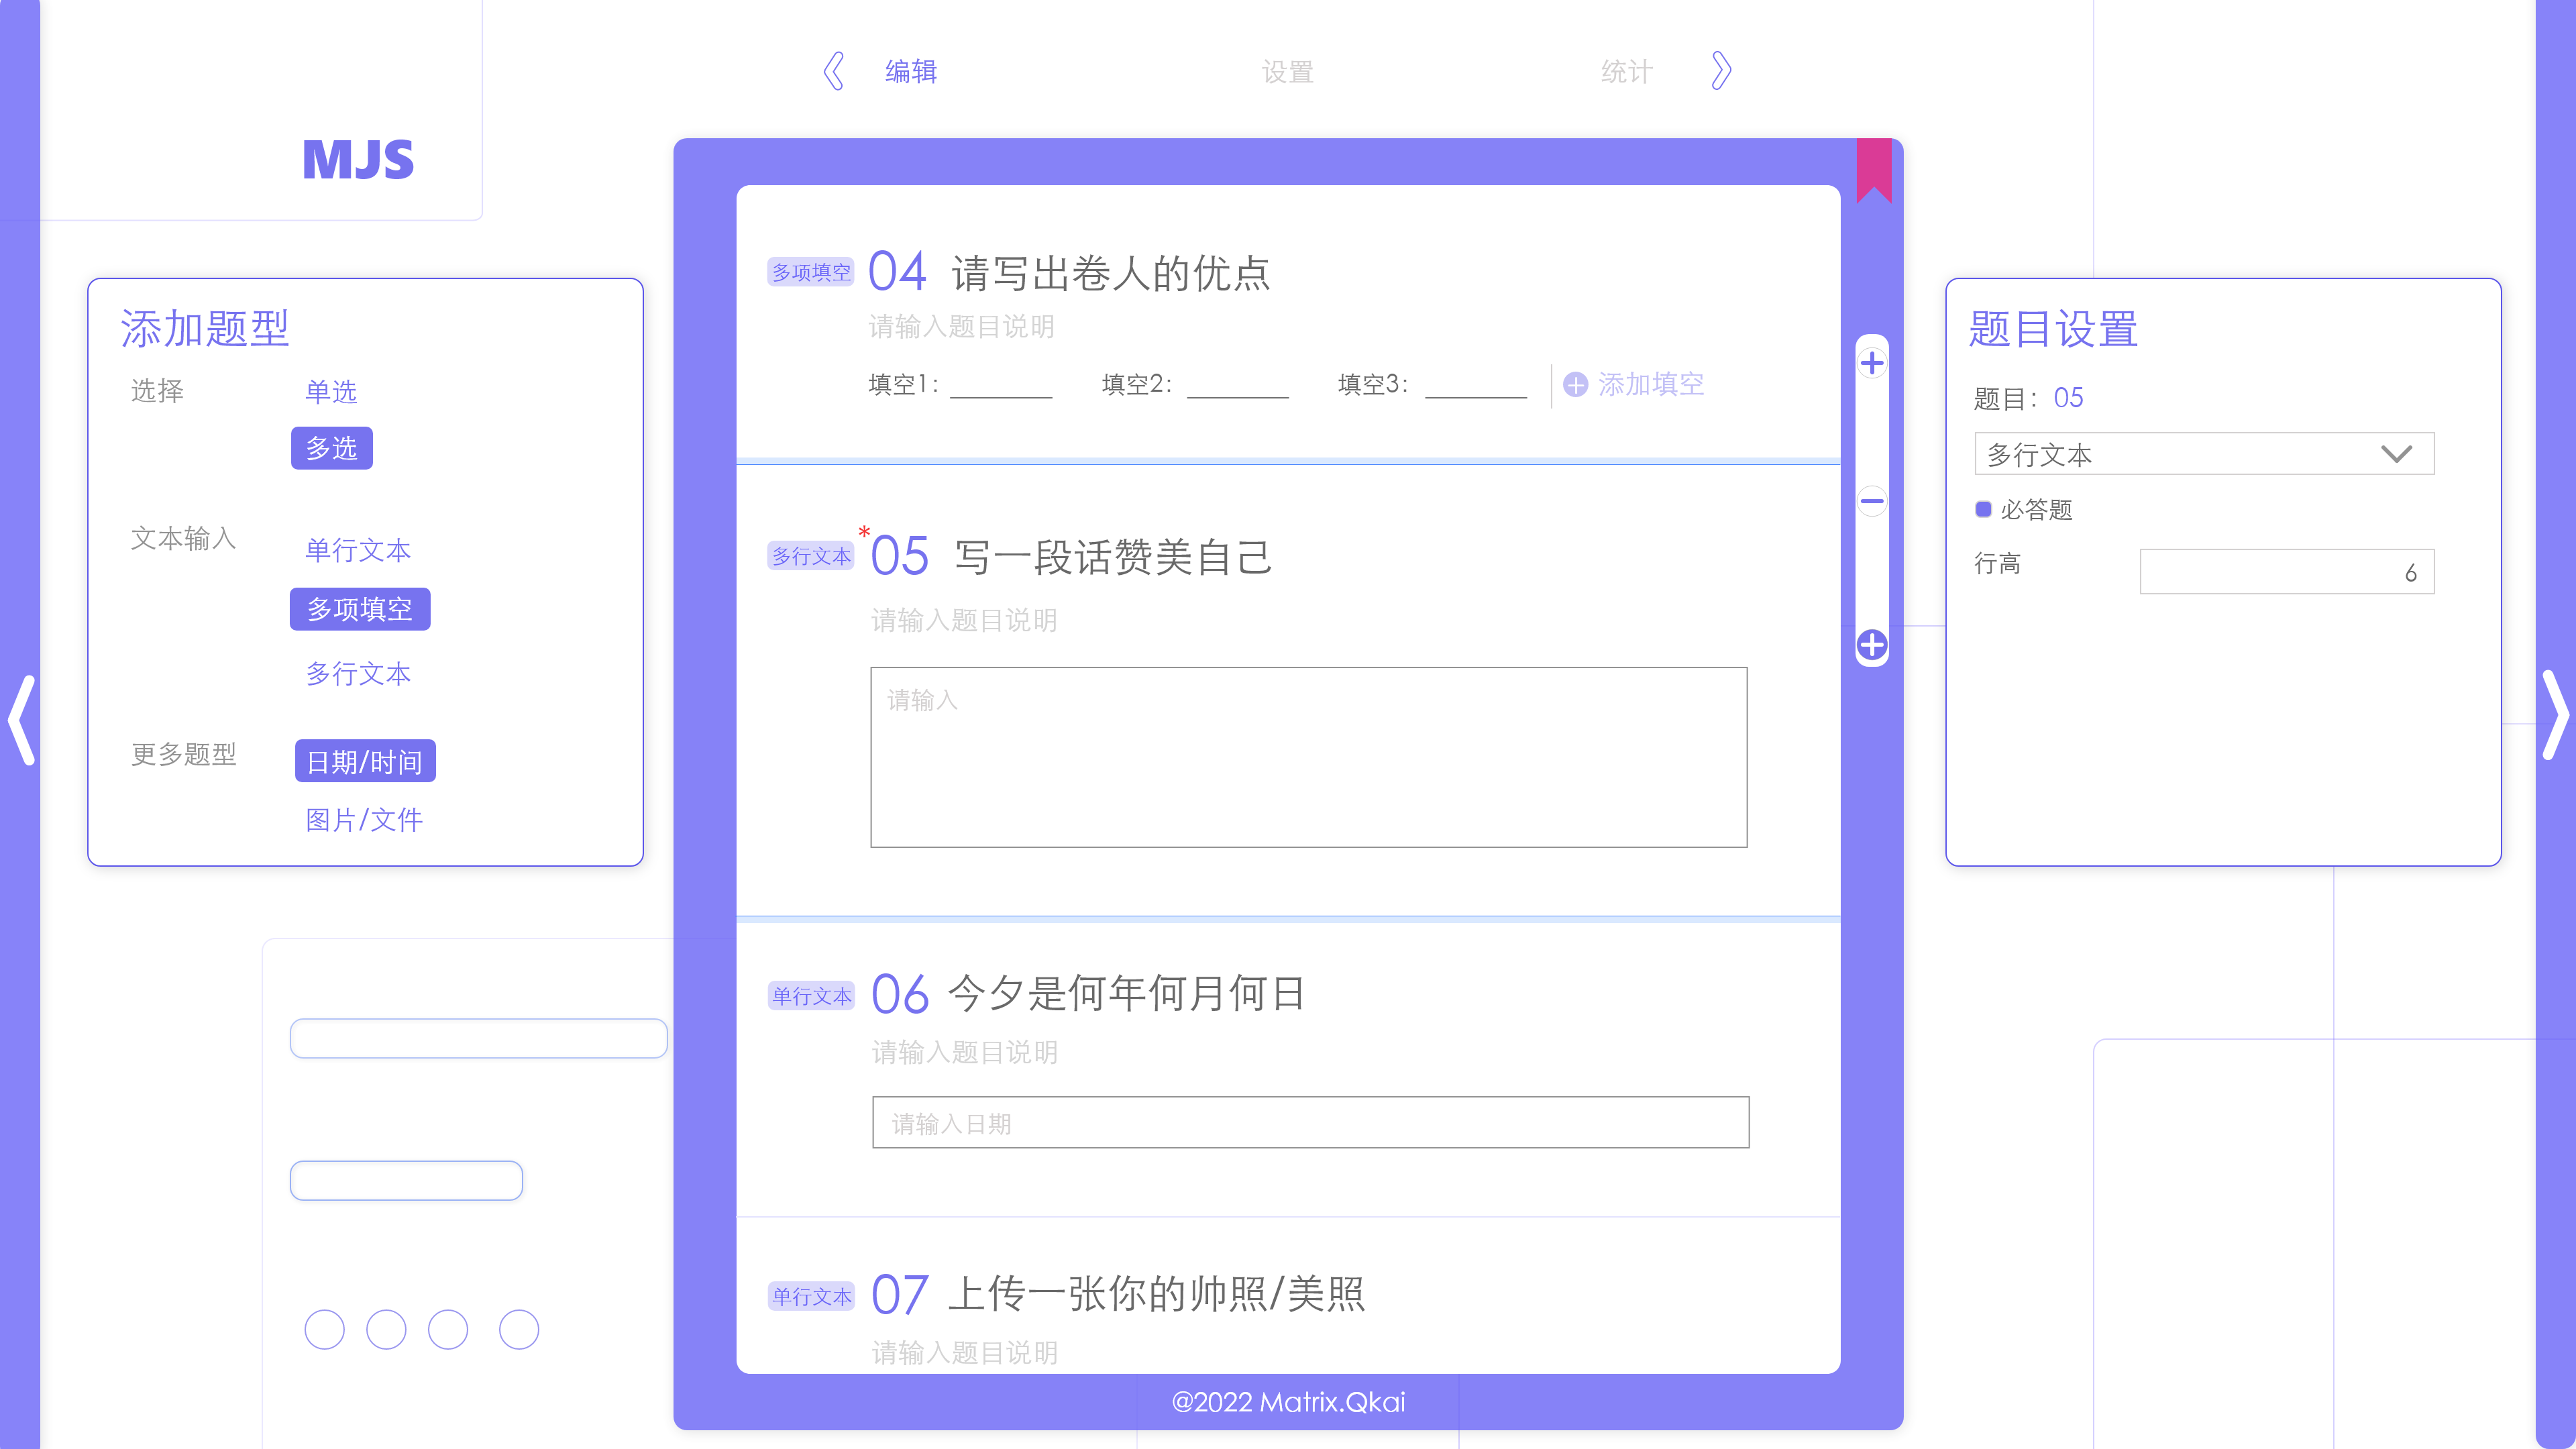 编辑 设置 统计
MJS
添加题型
选择 单选
多选
文本输入 单行文本
多项填空
多行文本
更多题型 日期/时间
图片/文件
多项填空 04 请写出卷人的优点
请输入题目说明
填空1: 填空2: 填空3: 添加填空
多行文本 *05 写一段话赞美自己
请输入题目说明
请输入
单行文本 06 今夕是何年何月何日
请输入题目说明
请输入日期
单行文本 07 上传一张你的帅照/美照
请输入题目说明
@2022 Matrix.Qkai
题目设置
题目: 05
多行文本
必答题
行高 6